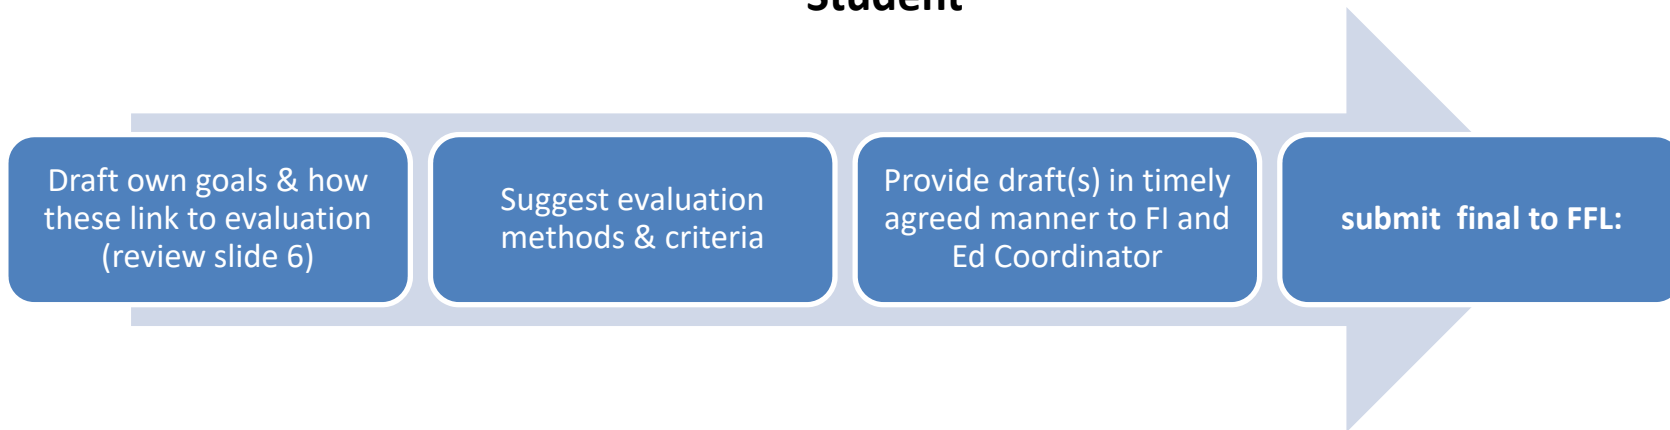 Student
Draft own goals & how
these link to evaluation
(review slide 6)
Suggest evaluation
methods & criteria
Provide draft(s) in timely
agreed manner to FI and
Ed Coordinator
submit  final to FFL: